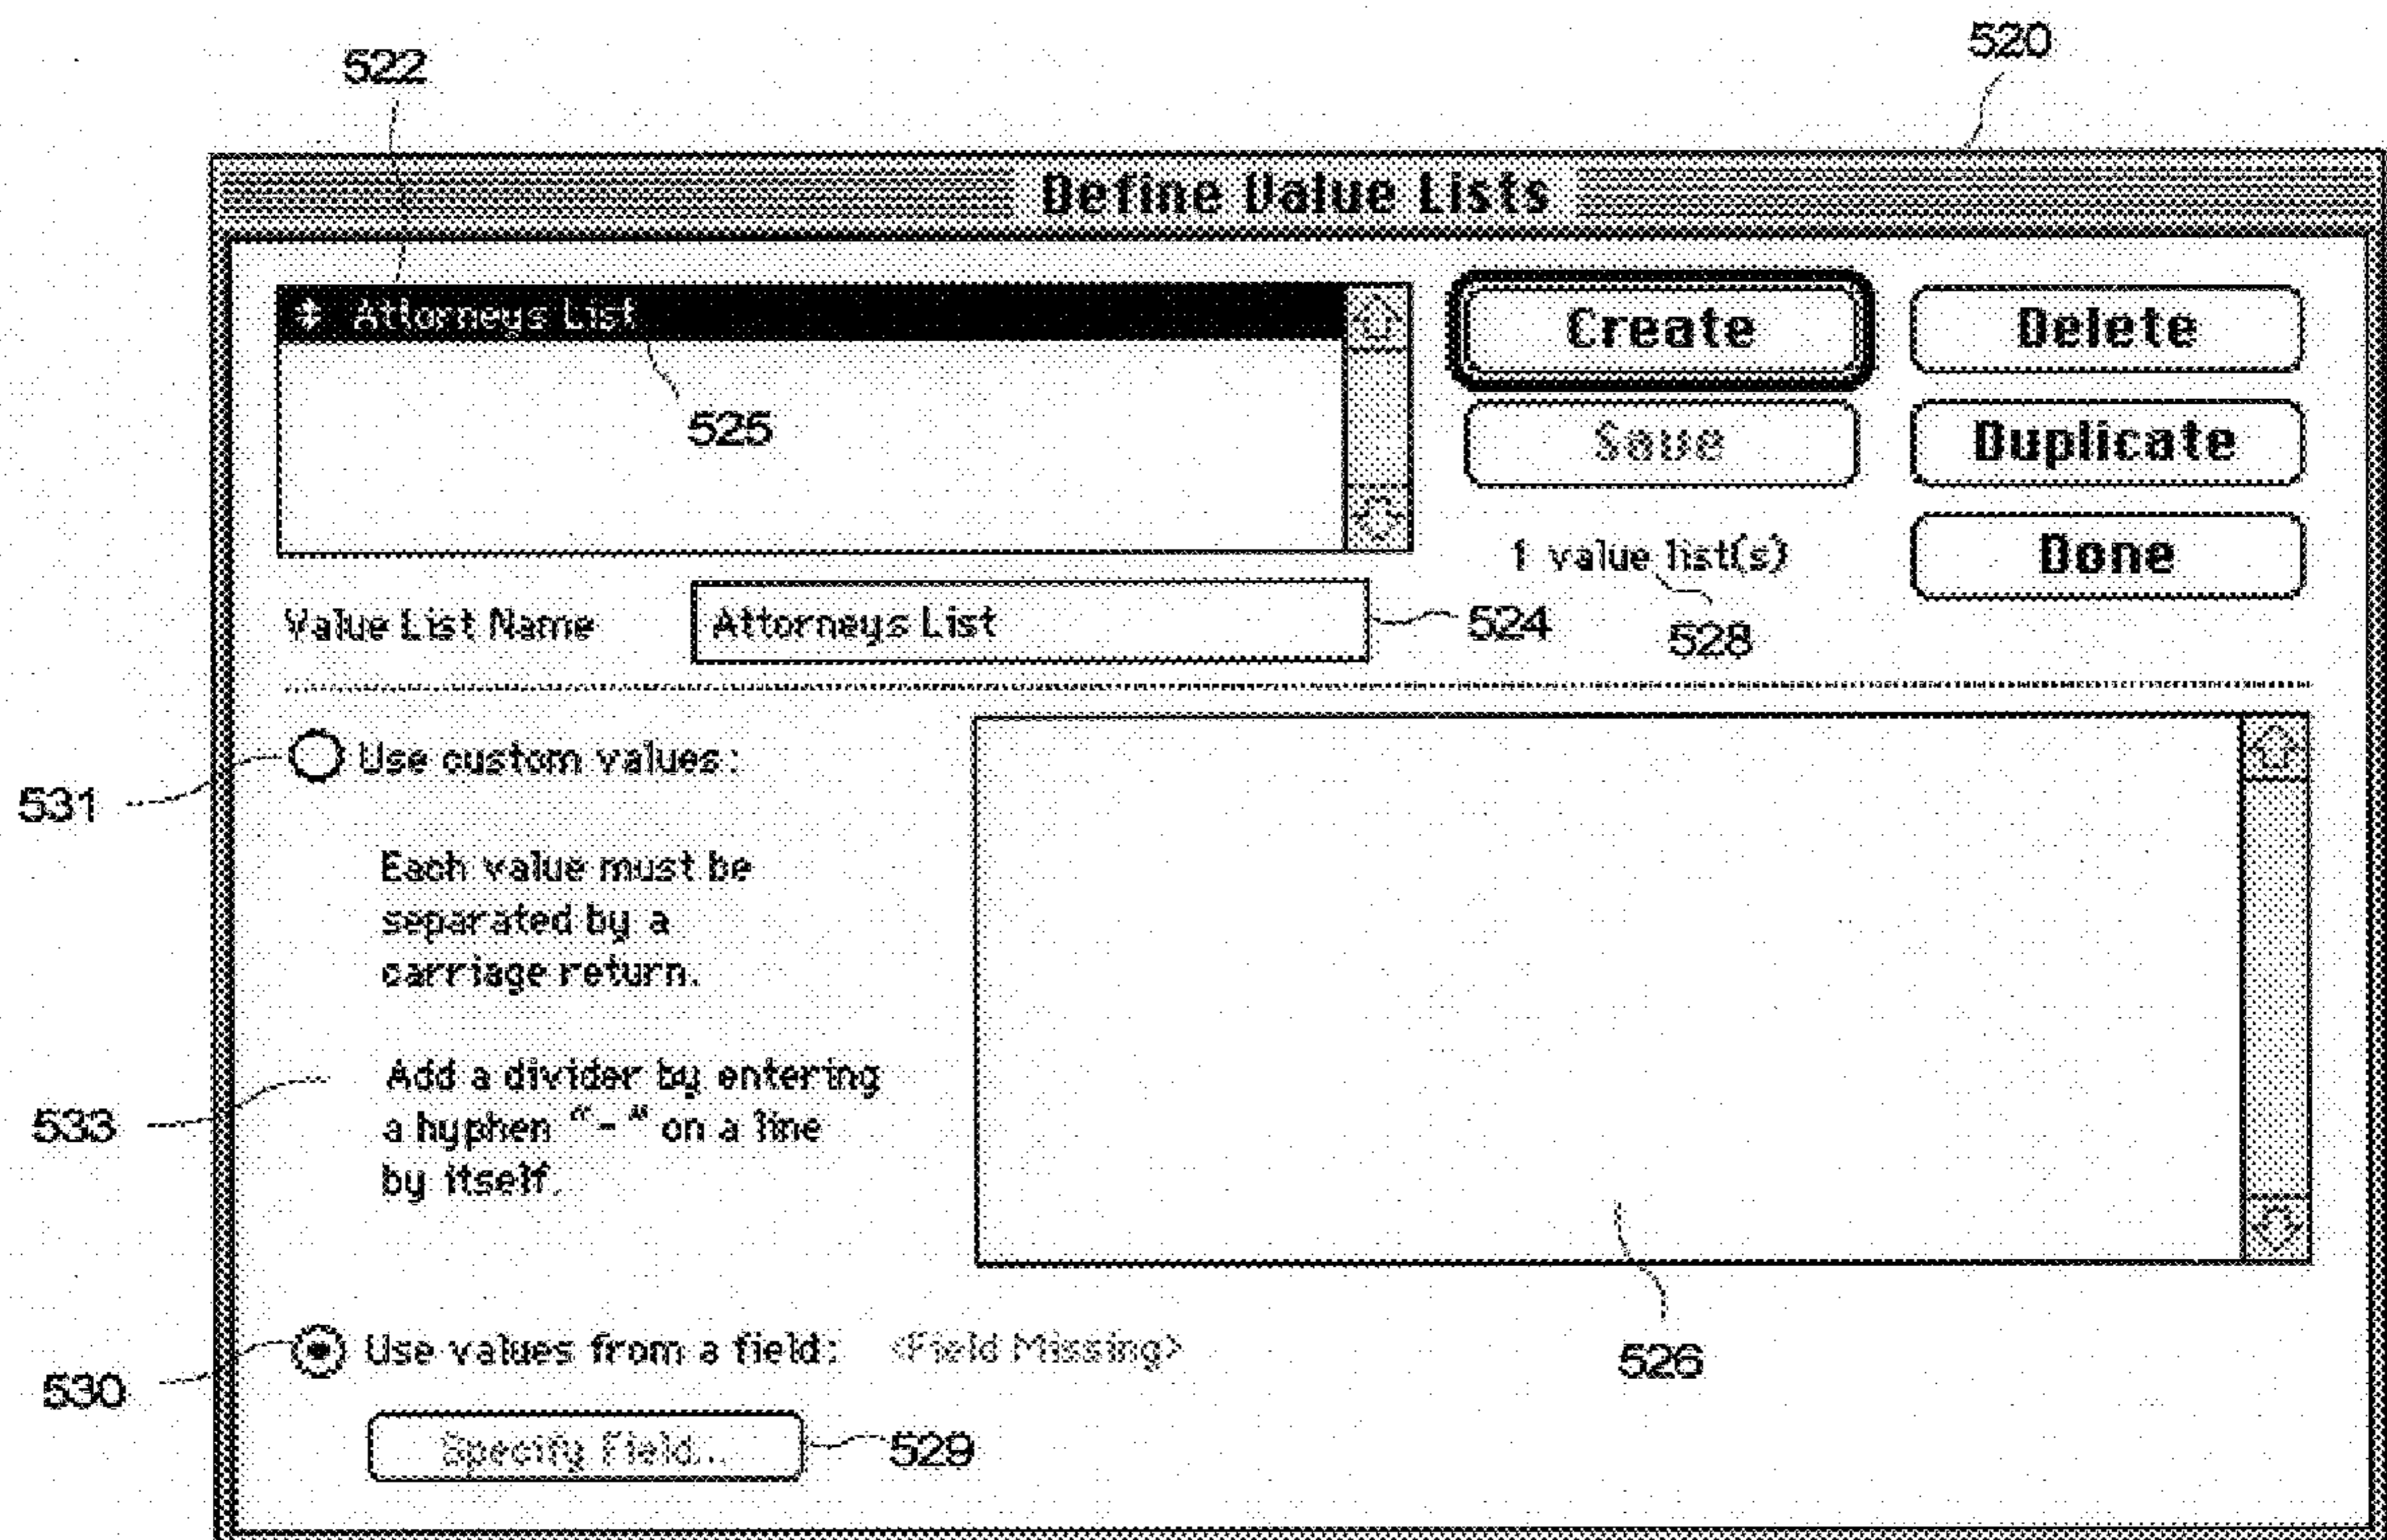 522
520
Define Value Lists
Attorneys List
Create
Delete
525
Save
Duplicate
1 value list(s)
Done
Value List Name
Attorneys List
524
528
Use custom values:
531
Each value must be
separated by a
carriage return.
Add a divider by entering
a hyphen “-” on a line
by itself.
533
Use values from a field:
<Field Missing>
526
530
Specify Field...
529